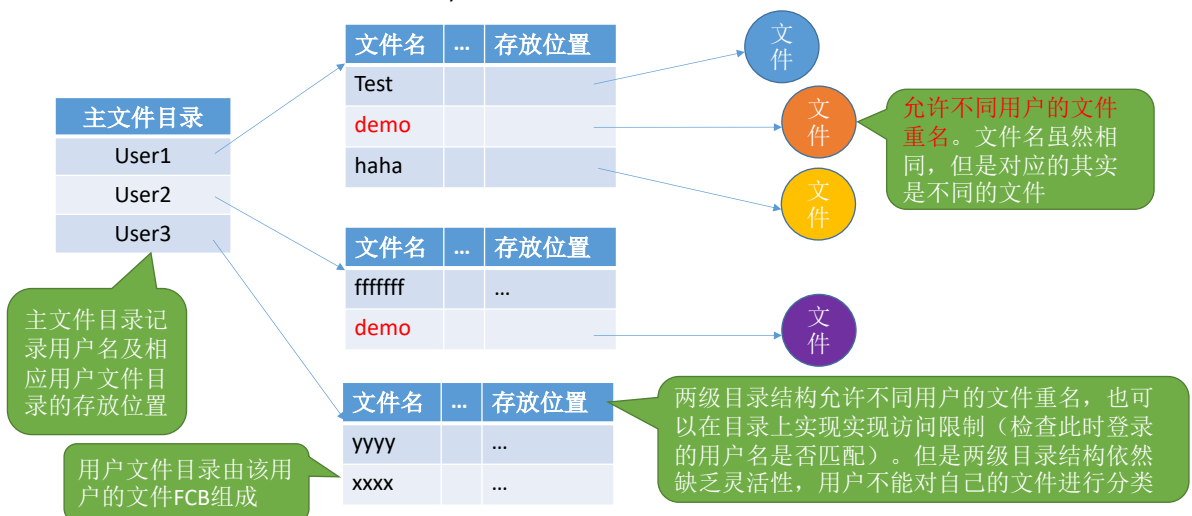 文件名 … 存放位置
Test
demo
haha
文
件
文
件
文
件
允许不同用户的文件
重名。文件名虽然相
同，但是对应的其实
是不同的文件
主文件目录
User1
User2
User3
主文件目录记
录用户名及相
应用户文件目
录的存放位置
文件名 … 存放位置
fffffff …
demo
文
件
文件名 … 存放位置
yyyy …
xxxx …
用户文件目录由该用
户的文件FCB组成
两级目录结构允许不同用户的文件重名，也可
以在目录上实现实现访问限制（检查此时登录
的用户名是否匹配）。但是两级目录结构依然
缺乏灵活性，用户不能对自己的文件进行分类